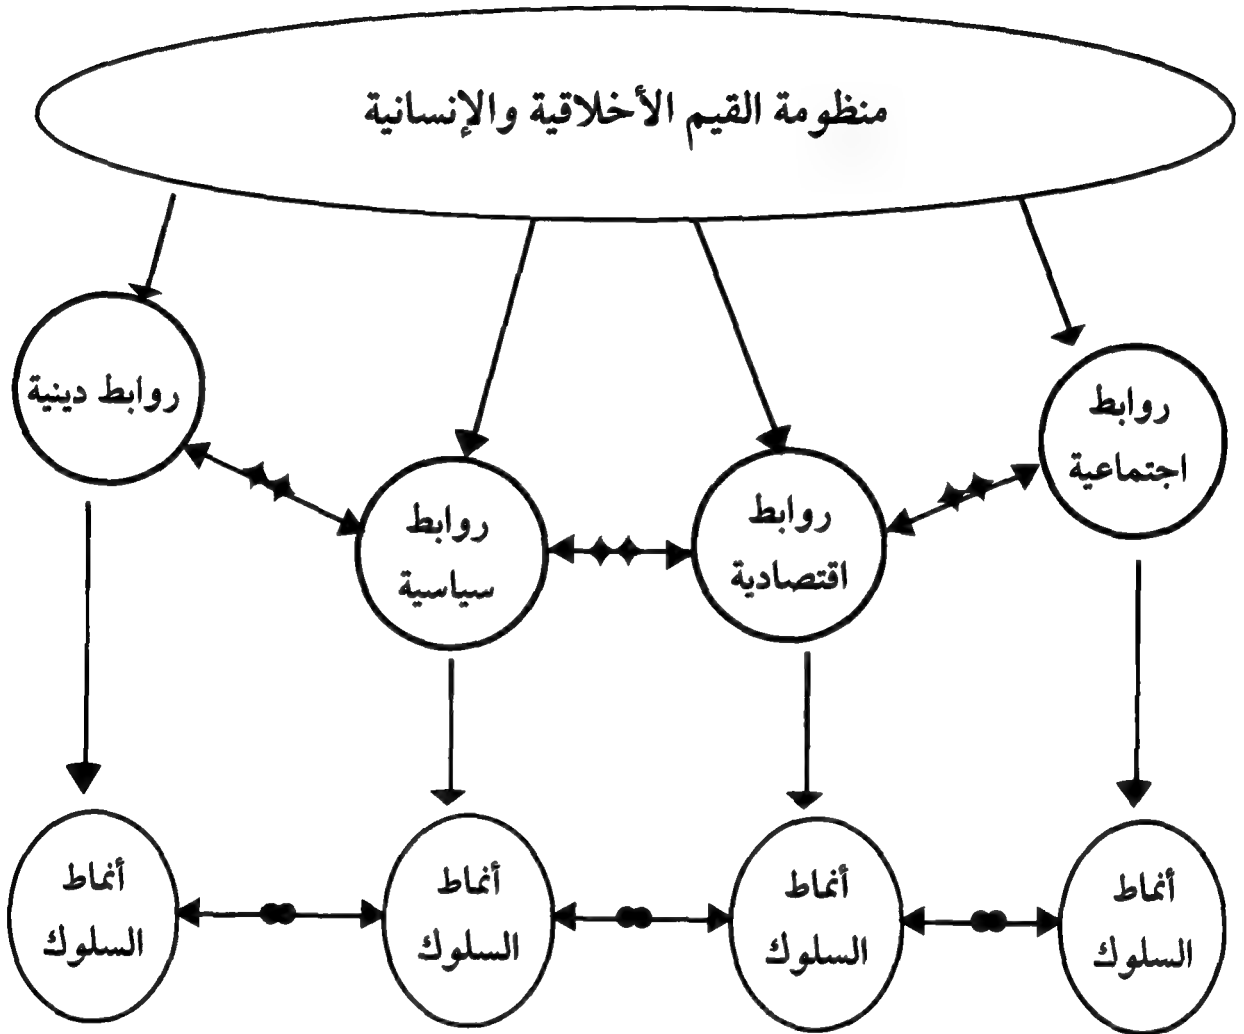 منظومة القيم الأخلاقية والإنسانية
روابط
اجتماعية
روابط
اقتصادية
روابط
سياسية
روابط دينية
أنماط
السلوك
أنماط
السلوك
أنماط
السلوك
أنماط
السلوك